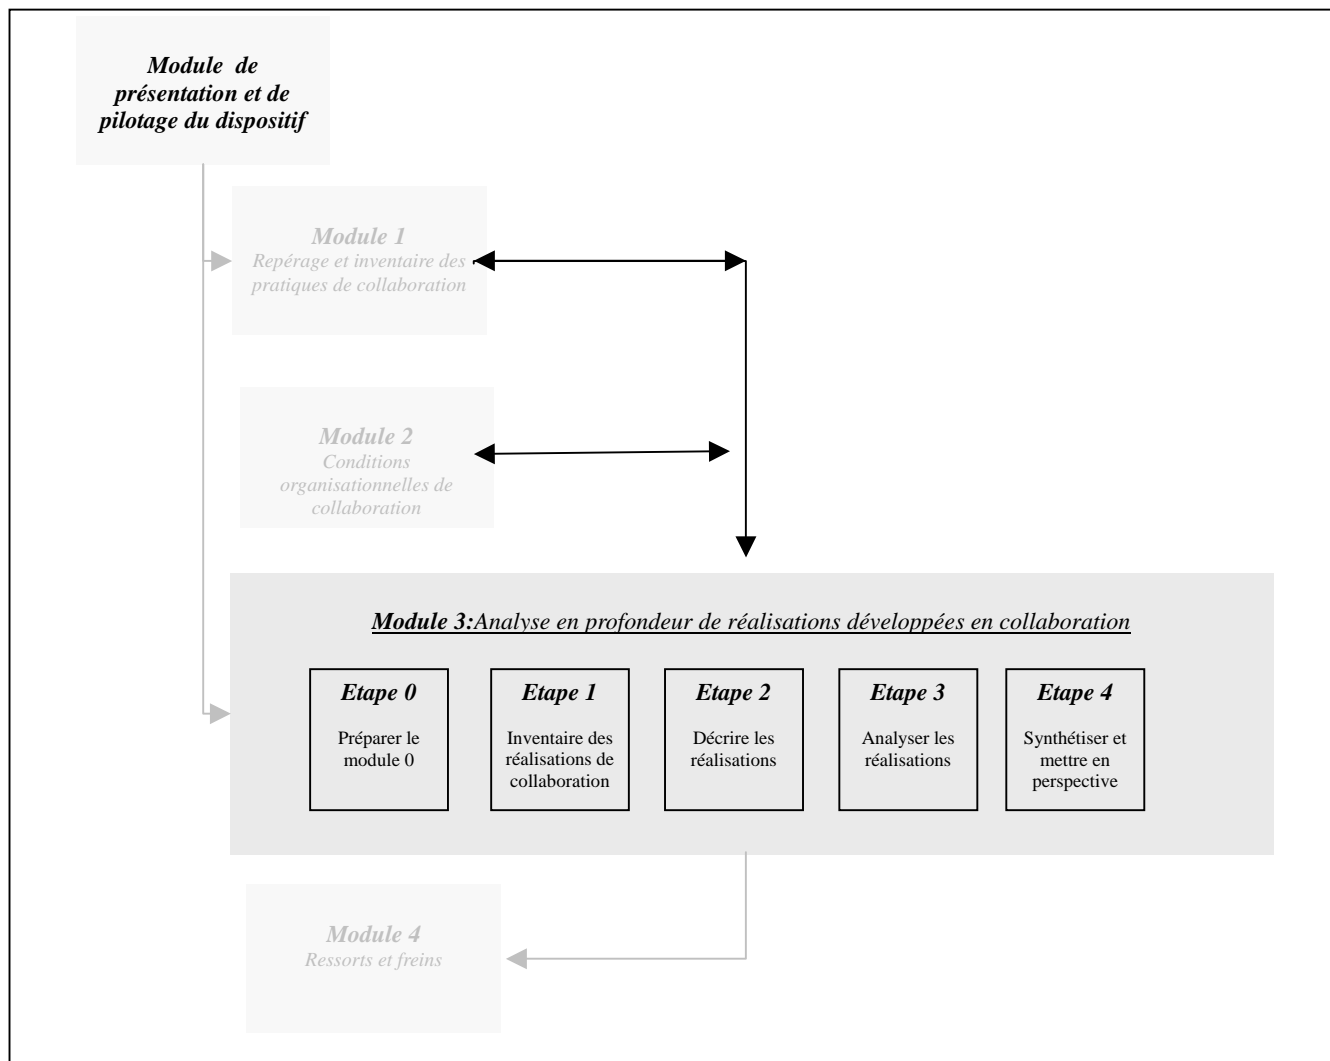 Module de
présentation et de
pilotage du dispositif
Module 1
Repérage et inventaire des
pratiques de collaboration
Module 2
Conditions
organisationnelles de
collaboration
Module 3:Analyse en profondeur de réalisations développées en collaboration
Etape 0
Préparer le
module 0
Etape 1
Inventaire des
réalisations de
collaboration
Etape 2
Décrire les
réalisations
Etape 3
Analyser les
réalisations
Etape 4
Synthétiser et
mettre en
perspective
Module 4
Ressorts et freins